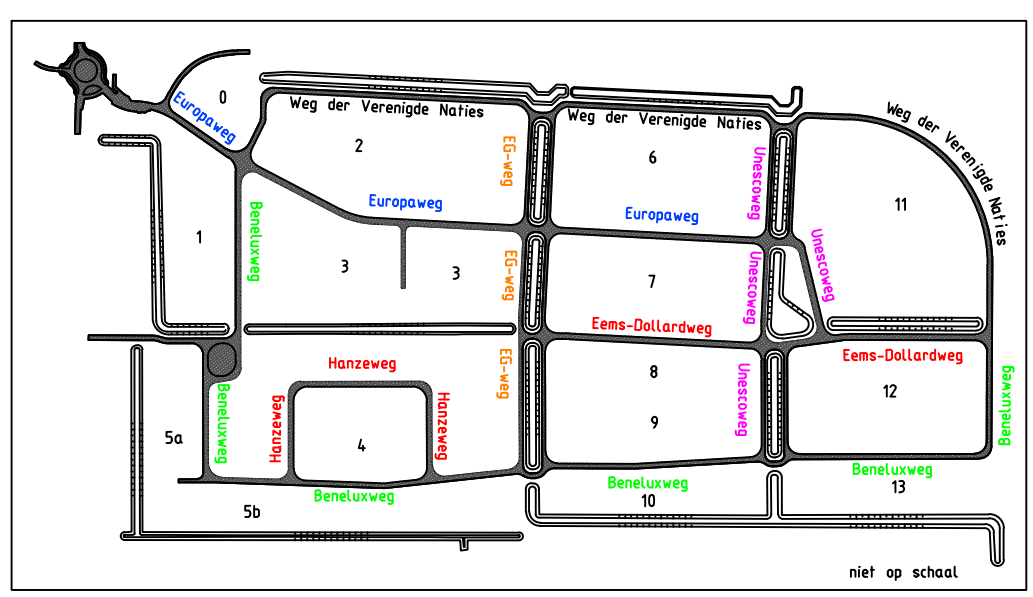 0
Europaweg
Weg der Verenigde Naties
Weg der Verenigde Naties
Weg der Verenigde Naties
2
EG-weg
6
Unescoweg
11
Europaweg
Europaweg
1
Beneluxweg
3
3
EG-weg
7
Unescoweg
Unescoweg
Eems-Dollardweg
Hanzeweg
EG-weg
8
Unescoweg
Eems-Dollardweg
12
Beneluxweg
5a
Beneluxweg
Hanzeweg
4
Hanzeweg
9
Beneluxweg
Beneluxweg
Beneluxweg
13
5b
10
niet op schaal